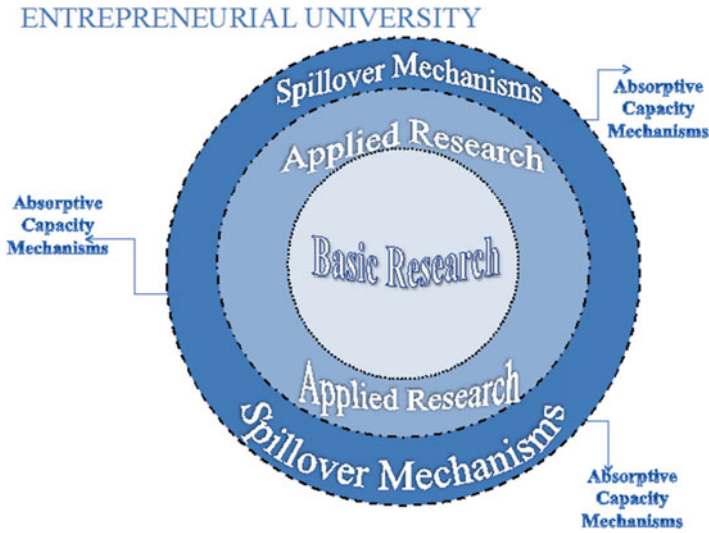 ENTREPRENEURIAL UNIVERSITY
Spillover Mechanisms
Absorptive
Capacity
Mechanisms
Applied Research
Absorptive
Capacity
Mechanisms
Basic Research
Applied Research
Spillover Mechanisms
Absorptive
Capacity
Mechanisms